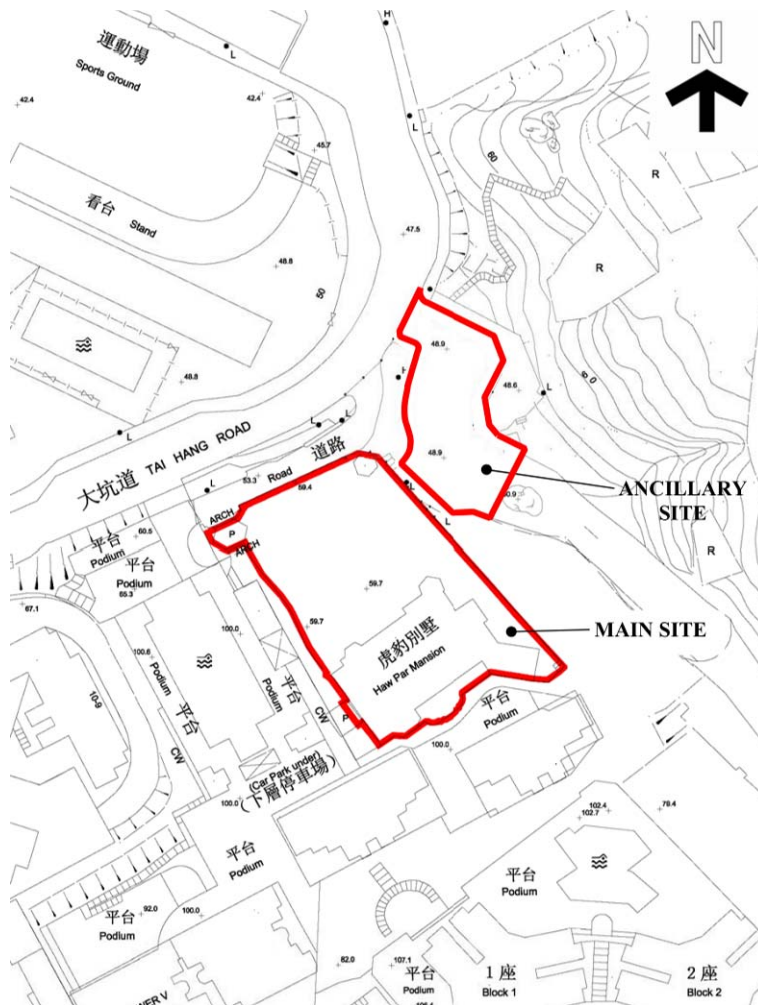 運動場
Sports Ground
42.4
42.4
45.7
L
H
L
N
60
R
R
看台 Stand
48.8
50
47.5
48.8
48.9
48.6
L
L
L
L
大坑道 TAI HANG ROAD
道路
Road
53.3
59.4
L
48.9
L
L
ANCILLARY
SITE
R
ARCH
P
ARCH
60.5
平台
Podium
平台
Podium
65.3
67.1
59.7
59.7
虎豹別墅
Haw Par Mansion
MAIN SITE
100.0
100.6
Podium
平台
10-9
CW
平台
Podium
CW
P
平台
Podium
100.0
(Car Park under)
(下層停車場)
100.0
平台
Podium
102.4
102.7
79.4
平台
Podium
平台
Podium
92.0
100.0
82.0
107.1
平台
Podium
1座
Block 1
2座
Block 2